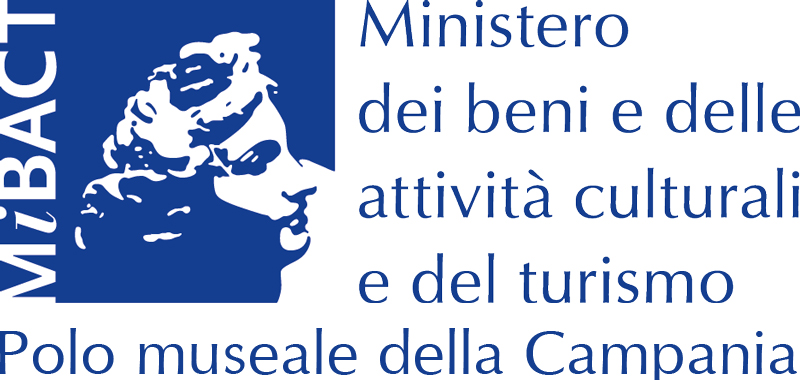 MiBACT
Ministero
dei beni e delle
attività culturali
e del turismo
Polo museale della Campania